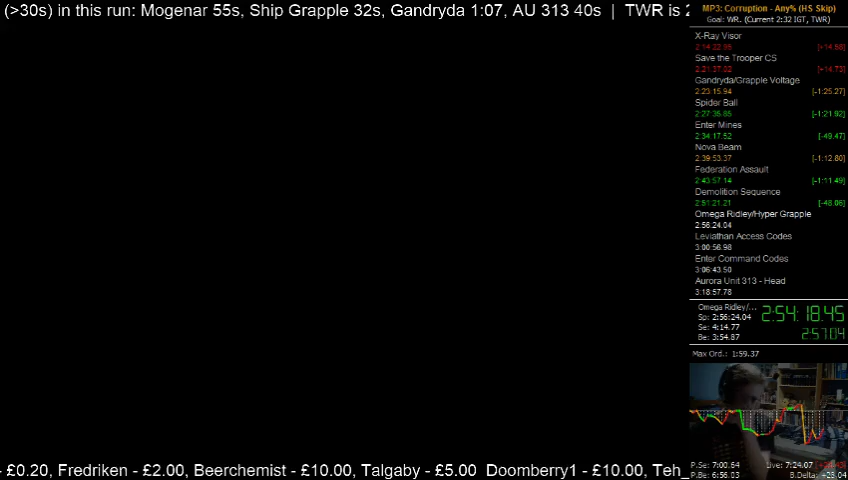 (>30s) in this run: Mogenar 55s, Ship Grapple 32s, Gandryda 1:07, AU 313 40s | TWR is 2
MP3: Corruption - Any% (HS Skip)
Goal: WR. (Current 2:32 IGT, TWR)
X-Ray Visor
2:14:22.55 [+14.58]
Save the Trooper CS
2:21:37.02 [+14.73]
Gandryda/Grapple Voltage
2:23:15.94 [-1:25.27]
Spider Ball
2:27:35.65 [-1:21.92]
Enter Mines
2:34:17.52 [-49.47]
Nova Beam
2:39:53.37 [-1:12.80]
Federation Assault
2:43:57.14 [-1:11.49]
Demolition Sequence
2:51:21.21 [-48.06]
Omega Ridley/Hyper Grapple
2:56:24.04
Leviathan Access Codes
3:00:56.98
Enter Command Codes
3:06:43.50
Aurora Unit 313 - Head
3:18:57.78
Omega Ridley/...
Sp: 2:56:24.04
2:54:18.45
Se: 4:14.77
Be: 3:54.87
2:57.04
Max Ord.: 1:59.37
P.Se: 7:00.64 Live: 7:24.07
P.Be: 6:56.03 B.Delta: +28.04
- £0.20, Fredriken - £2.00, Beerchemist - £10.00, Talgaby - £5.00 Doomberry1 - £10.00, Teh_